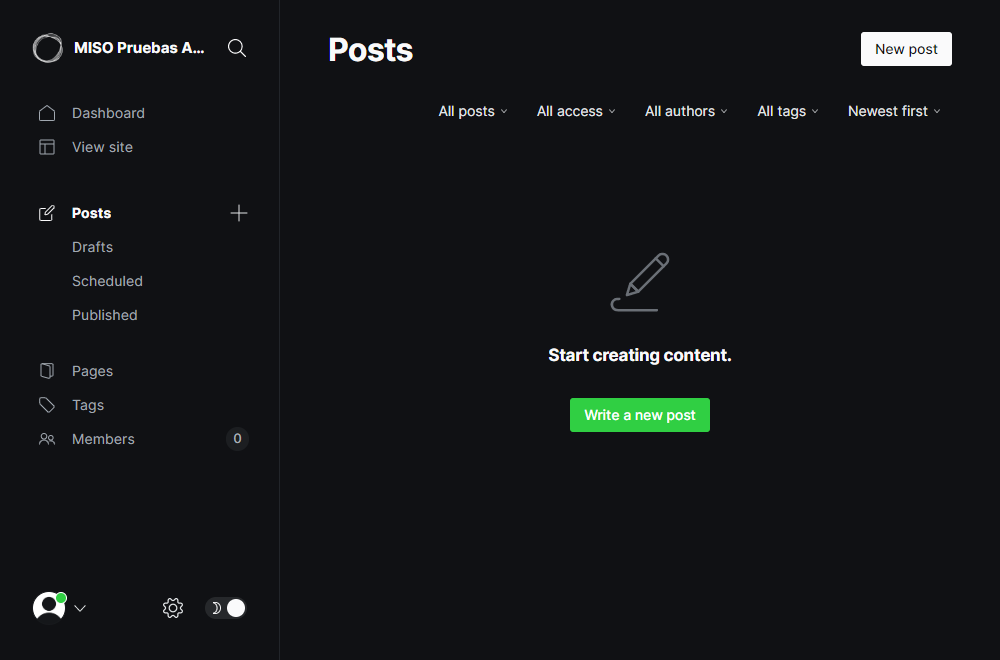 MISO Pruebas A...
Dashboard
View site
Posts
Drafts
Scheduled
Published
Pages
Tags
Members 0
Posts
New post
All posts All access All authors All tags Newest first
Start creating content.
Write a new post